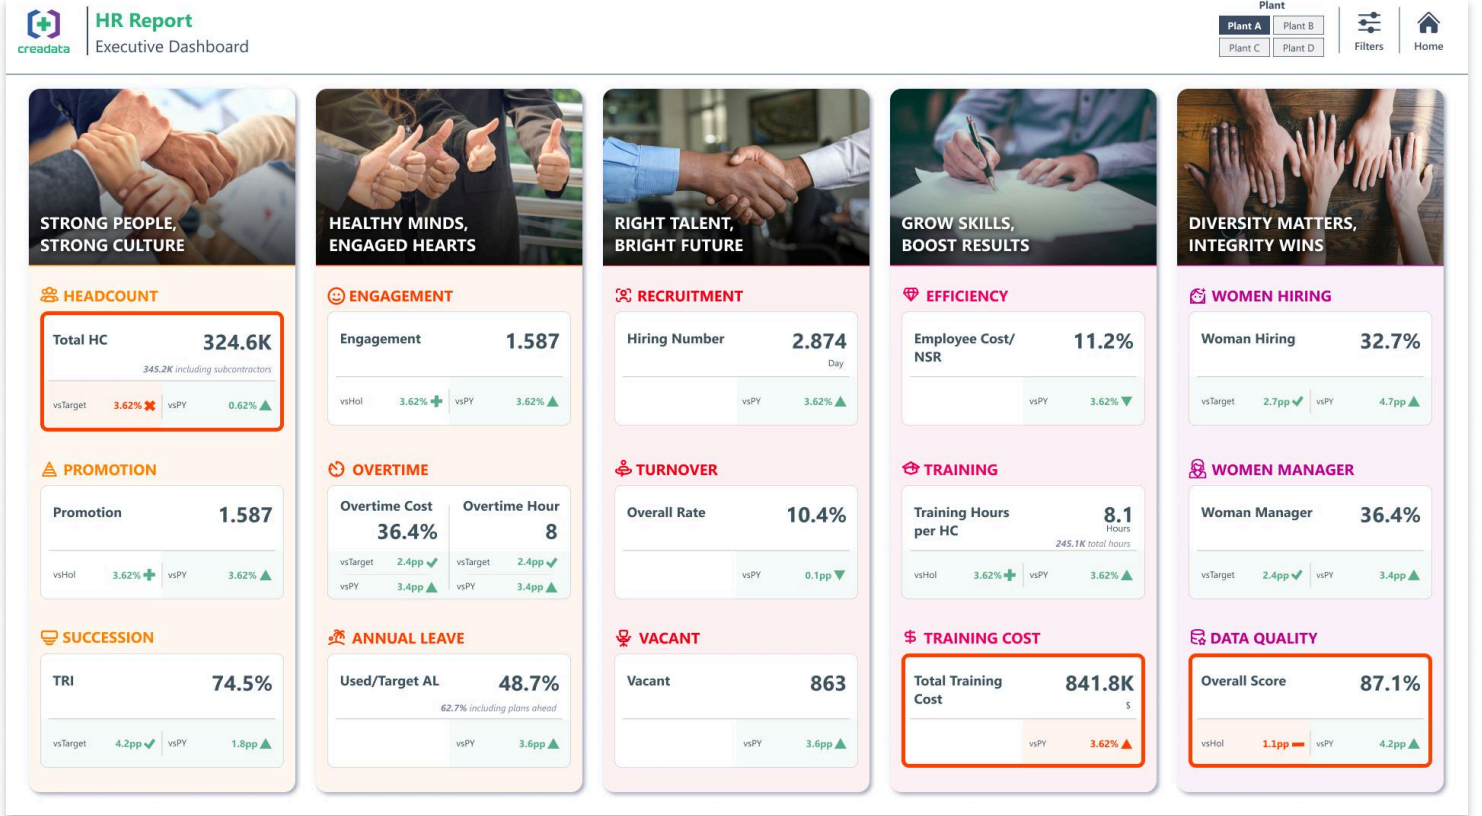 creadata
HR Report
Executive Dashboard
Plant
Plant A
Plant B
Plant C
Plant D
Filters
Home
STRONG PEOPLE,
STRONG CULTURE
HEADCOUNT
Total HC
324.6K
345.2K including subcontractors
vsTarget 3.62% vsPY 0.62%
PROMOTION
Promotion
1.587
vsHol 3.62% vsPY 3.62%
SUCCESSION
TRI
74.5%
vsTarget 4.2pp vsPY 1.8pp
HEALTHY MINDS,
ENGAGED HEARTS
ENGAGEMENT
Engagement
1.587
vsHol 3.62% vsPY 3.62%
OVERTIME
Overtime Cost
36.4%
vsTarget 2.4pp
vsPY 3.4pp
Overtime Hour
8
vsTarget 2.4pp
vsPY 3.4pp
ANNUAL LEAVE
Used/Target AL
48.7%
62.7% including plans ahead
vsPY 3.6pp
RIGHT TALENT,
BRIGHT FUTURE
RECRUITMENT
Hiring Number
2.874
Day
vsPY 3.62%
TURNOVER
Overall Rate
10.4%
vsPY 0.1pp
VACANT
Vacant
863
vsPY 3.6pp
GROW SKILLS,
BOOST RESULTS
EFFICIENCY
Employee Cost/
NSR
11.2%
vsPY 3.62%
TRAINING
Training Hours
per HC
8.1
Hours
245.1K total hours
vsHol 3.62% vsPY 3.62%
TRAINING COST
Total Training
Cost
841.8K
$
vsPY 3.62%
DIVERSITY MATTERS,
INTEGRITY WINS
WOMEN HIRING
Woman Hiring
32.7%
vsTarget 2.7pp vsPY 4.7pp
WOMEN MANAGER
Woman Manager
36.4%
vsTarget 2.4pp vsPY 3.4pp
DATA QUALITY
Overall Score
87.1%
vsHol 1.1pp vsPY 4.2pp